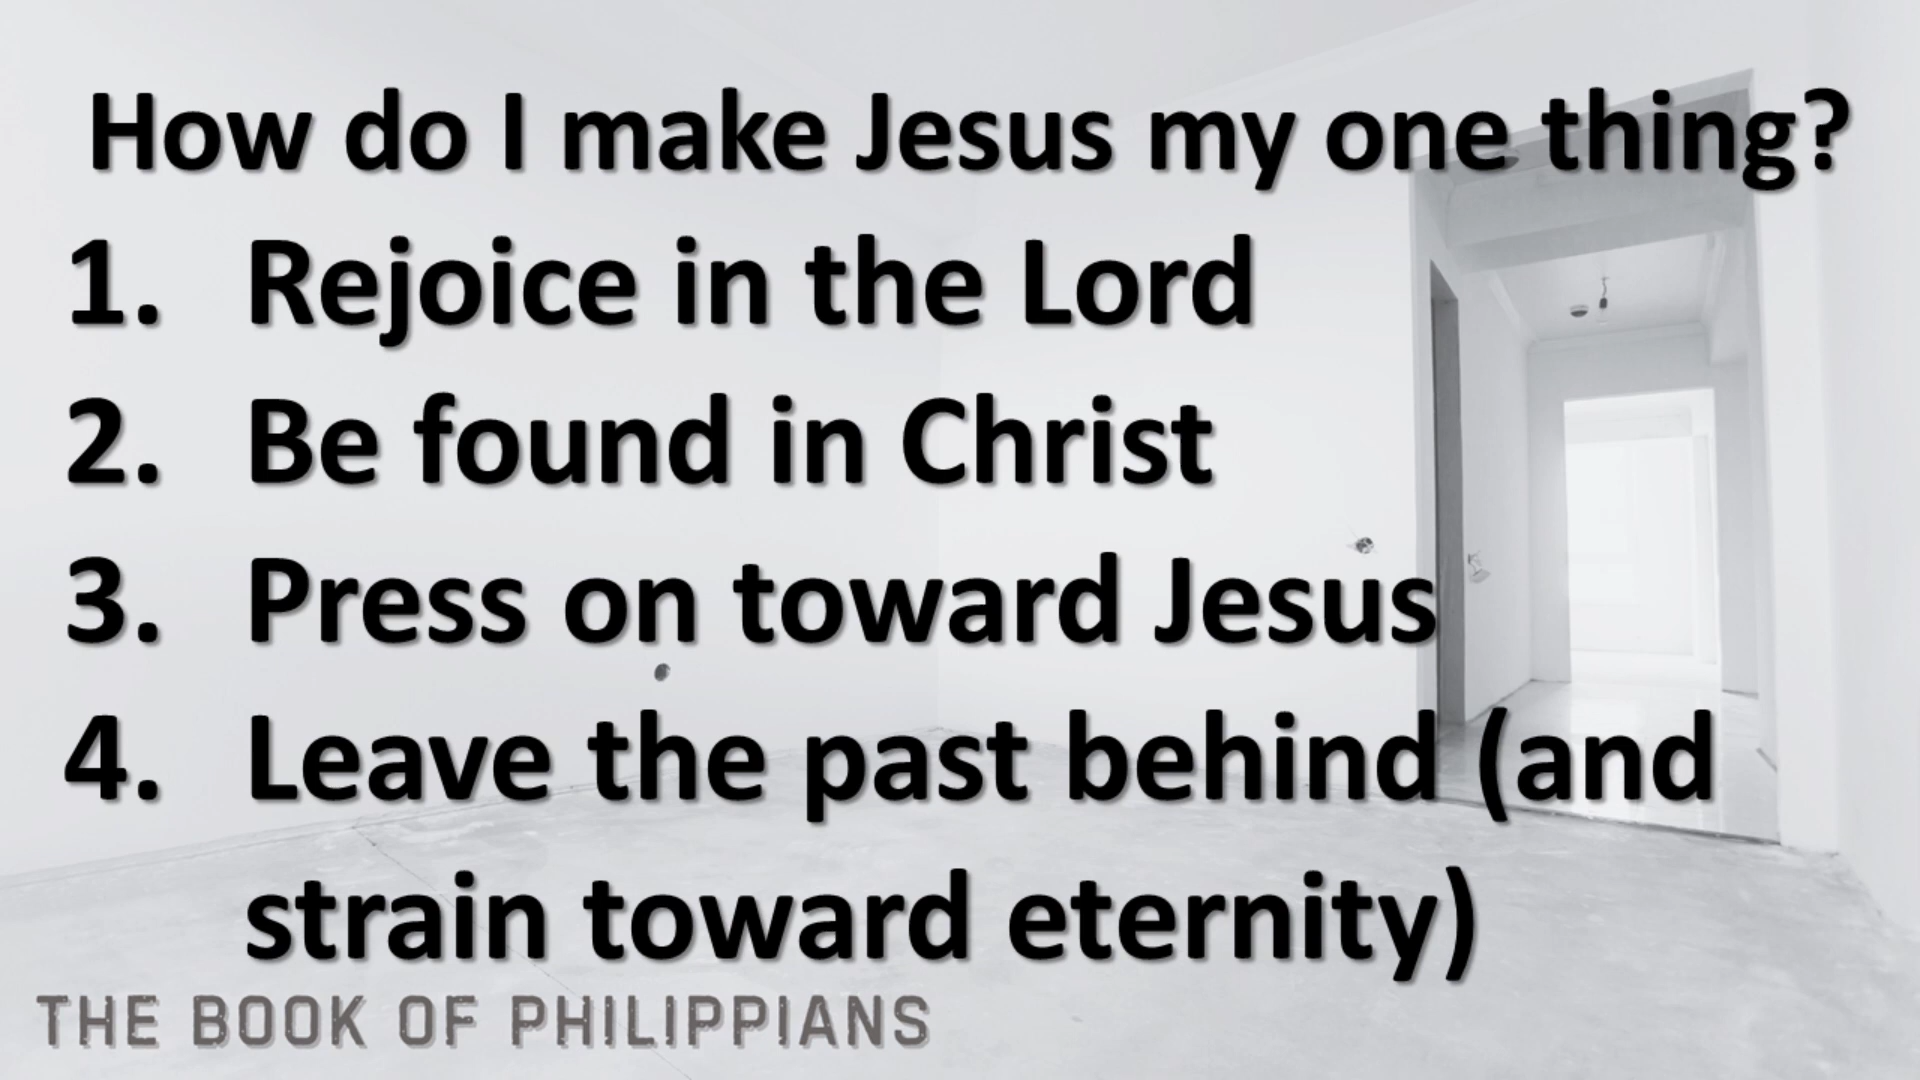 How do I make Jesus my one thing?
1. Rejoice in the Lord
2. Be found in Christ
3. Press on toward Jesus
4. Leave the past behind (and
strain toward eternity)
THE BOOK OF PHILIPPIANS